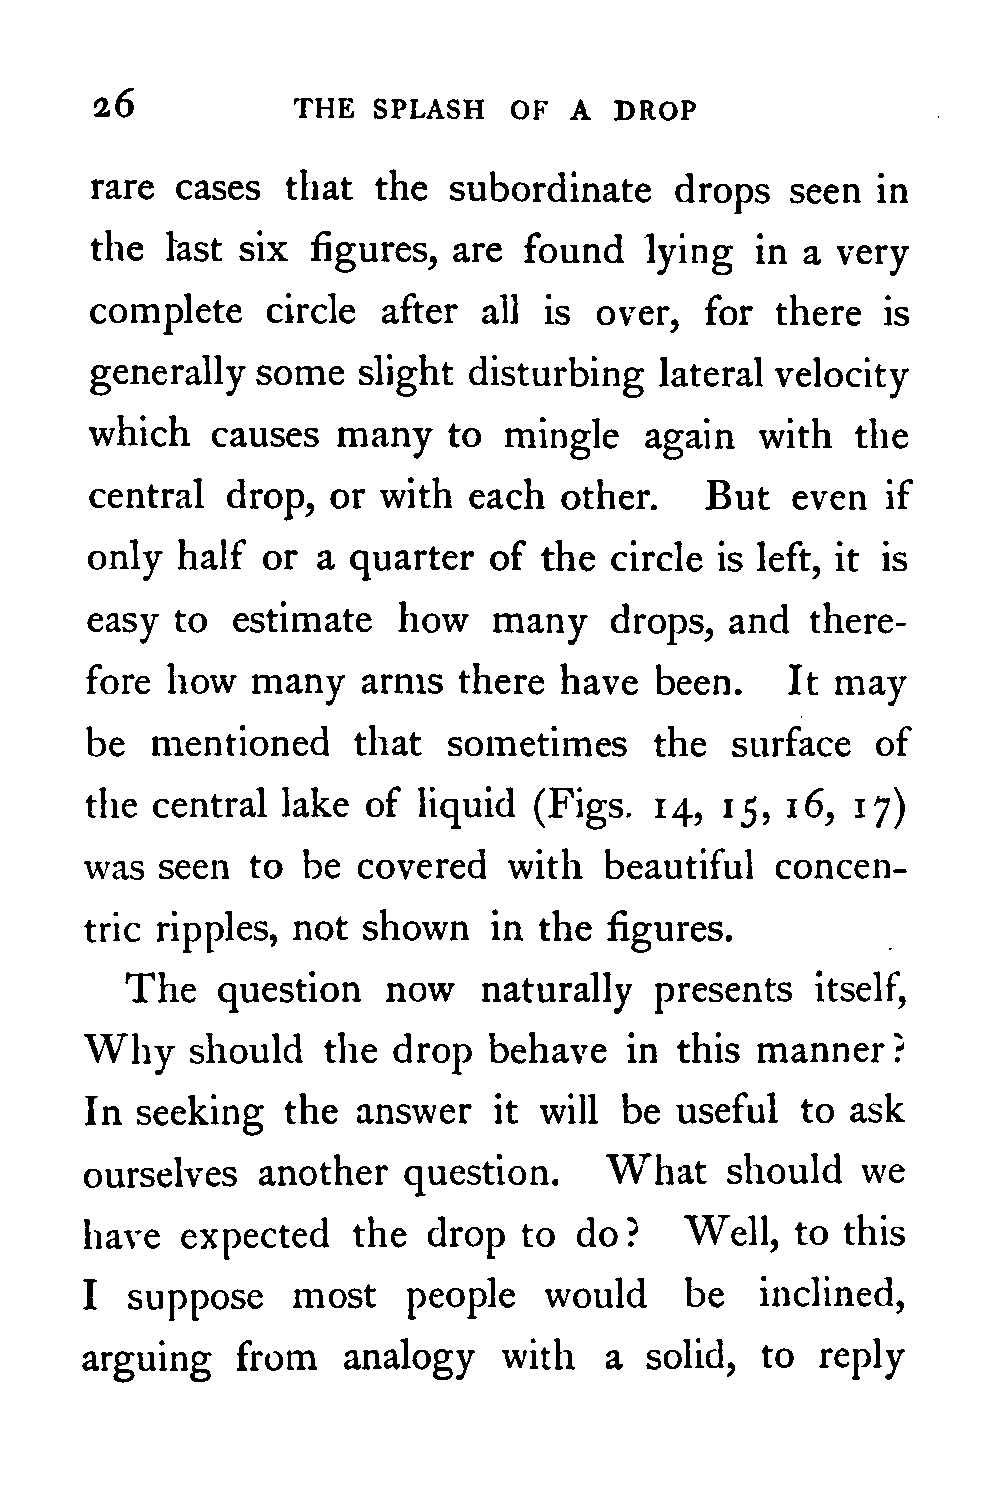 26 THE SPLASH OF A DROP
rare cases that the subordinate drops seen in
the last six figures, are found lying in a very
complete circle after all is over, for there is
generally some slight disturbing lateral velocity
which causes many to mingle again with the
central drop, or with each other. But even if
only half or a quarter of the circle is left, it is
easy to estimate how many drops, and there-
fore how many arms there have been. It may
be mentioned that sometimes the surface of
the central lake of liquid (Figs. 14, 15, 16, 17)
was seen to be covered with beautiful concen-
tric ripples, not shown in the figures.
The question now naturally presents itself,
Why should the drop behave in this manner?
In seeking the answer it will be useful to ask
ourselves another question. What should we
have expected the drop to do? Well, to this
I suppose most people would be inclined,
arguing from analogy with a solid, to reply